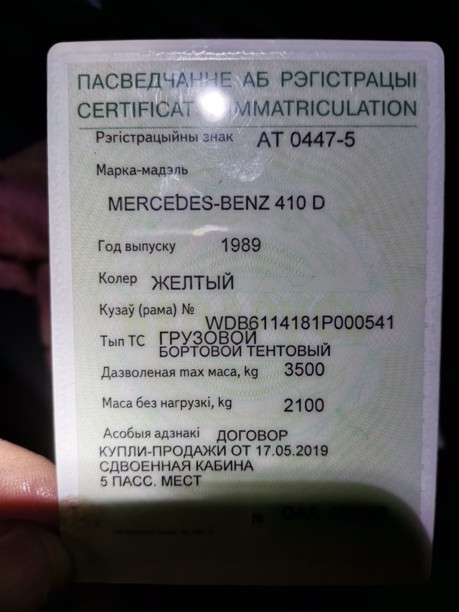 ПАСВЕДЧАННЕ АБ РЭГІСТРАЦЫІ
CERTIFICAT MMATRICULATION
Рэгістрацыйны знак АТ 0447-5
Марка-мадэль
MERCEDES-BENZ 410 D
Год выпуску 1989
Колер ЖЕЛТЫЙ
Кузаў (рама) № WDB6114181P000541
Тып ТС ГРУЗОВОЙ
БОРТОВОЙ ТЕНТОВЫЙ
Дазволеная max маса, kg 3500
Маса без нагрузкі, kg 2100
Асобыя адзнакі ДОГОВОР
КУПЛИ-ПРОДАЖИ ОТ 17.05.2019
СДВОЕННАЯ КАБИНА
5 ПАСС. МЕСТ